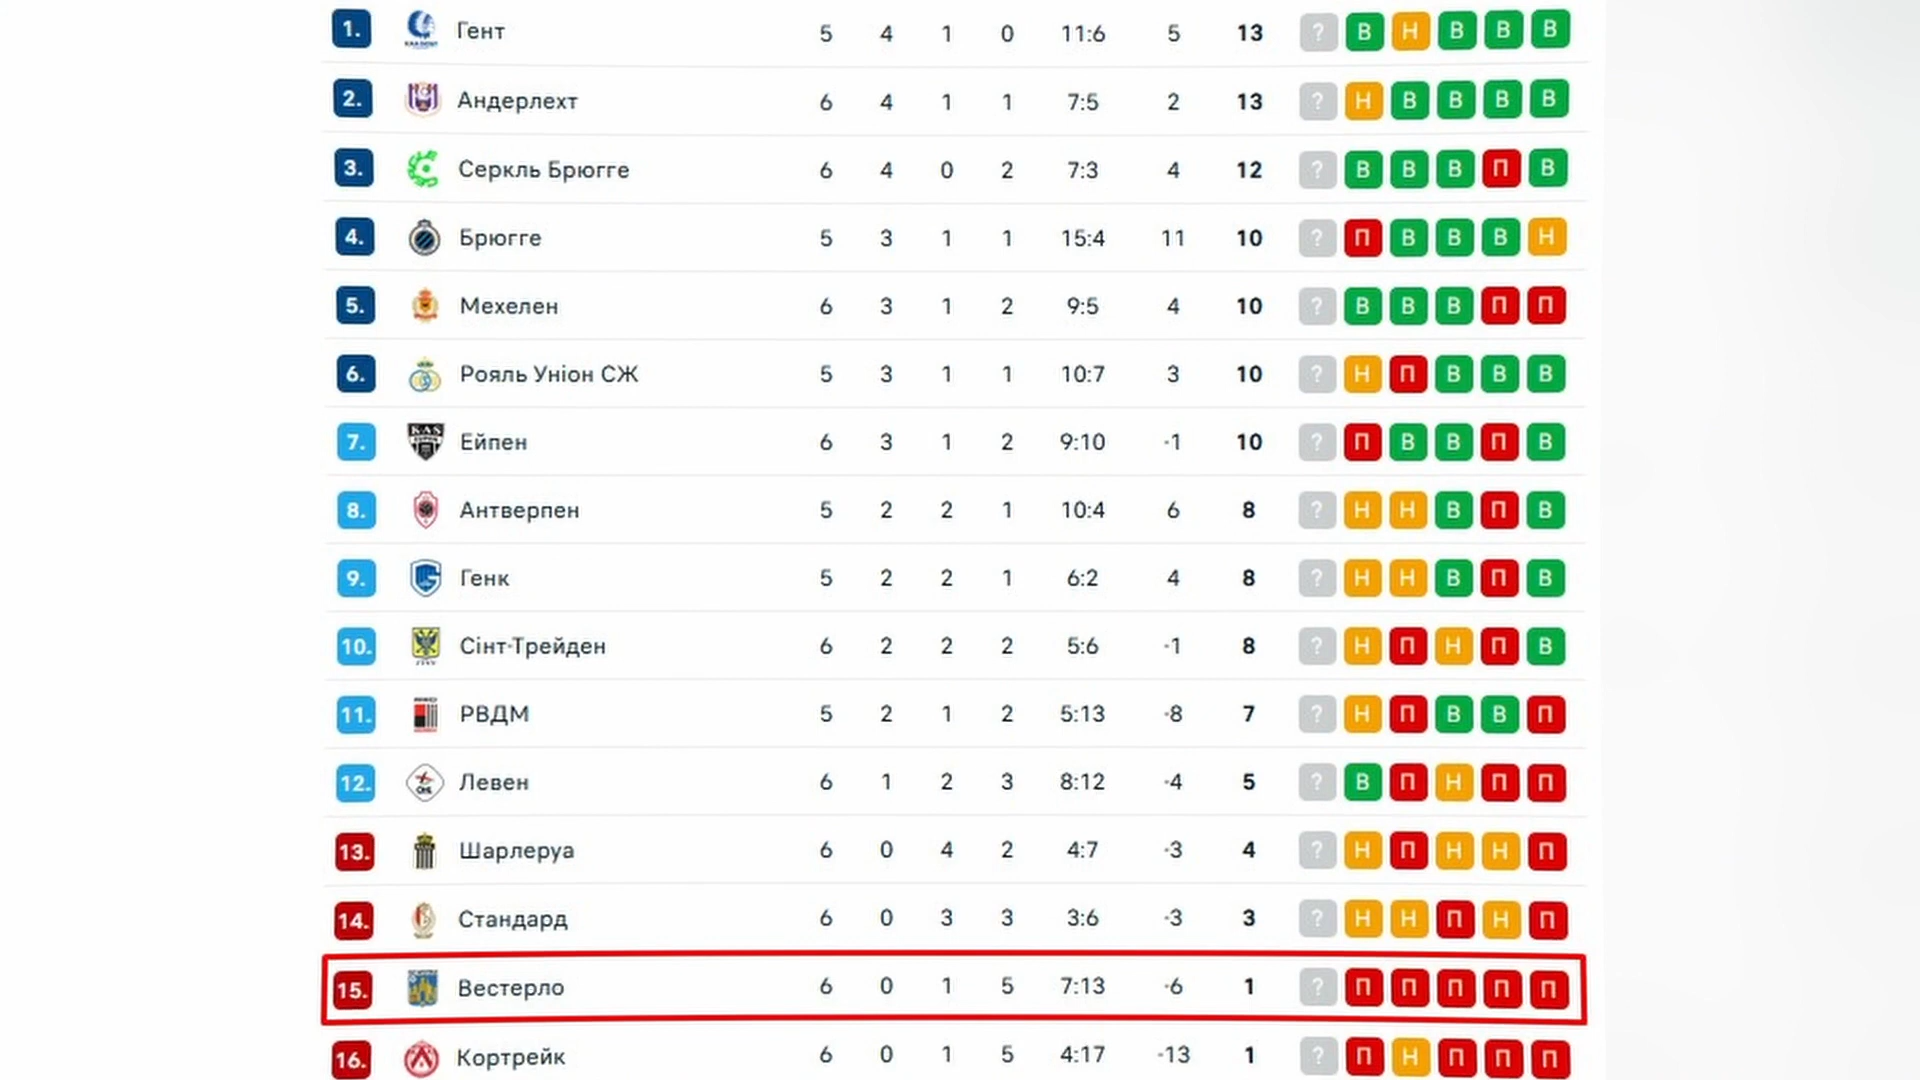 1. Гент 5 4 1 0 11:6 5 13 ? В Н В В В
2. Андерлехт 6 4 1 1 7:5 2 13 ? Н В В В В
3. Серкль Брюгге 6 4 0 2 7:3 4 12 ? В В В П В
4. Брюгге 5 3 1 1 15:4 11 10 ? П В В В Н
5. Мехелен 6 3 1 2 9:5 4 10 ? В В В П П
6. Рояль Уніон СЖ 5 3 1 1 10:7 3 10 ? Н П В В В
7. Ейпен 6 3 1 2 9:10 -1 10 ? П В В П В
8. Антверпен 5 2 2 1 10:4 6 8 ? Н Н В П В
9. Генк 5 2 2 1 6:2 4 8 ? Н Н В П В
10. Сінт-Трейден 6 2 2 2 5:6 -1 8 ? Н П Н П В
11. РВДМ 5 2 1 2 5:13 -8 7 ? Н П В В П
12. Левен 6 1 2 3 8:12 -4 5 ? В П Н П П
13. Шарлеруа 6 0 4 2 4:7 -3 4 ? Н П Н Н П
14. Стандард 6 0 3 3 3:6 -3 3 ? Н Н П Н П
15. Вестерло 6 0 1 5 7:13 -6 1 ? П П П П П
16. Кортрейк 6 0 1 5 4:17 -13 1 ? П Н П П П